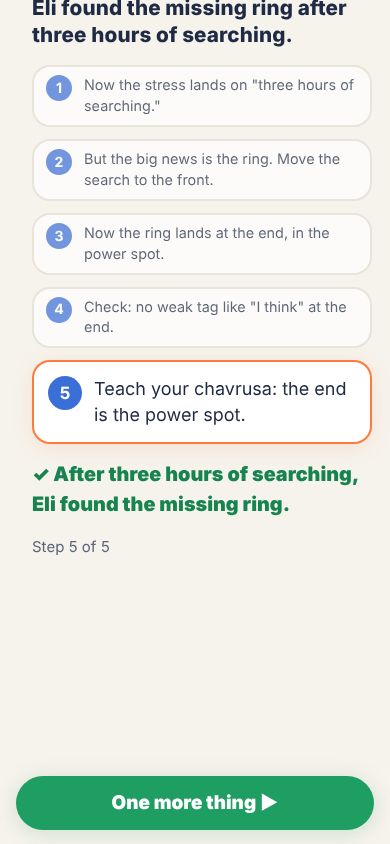 Eli found the missing ring after
three hours of searching.
1 Now the stress lands on "three hours of
searching."
2 But the big news is the ring. Move the
search to the front.
3 Now the ring lands at the end, in the
power spot.
4 Check: no weak tag like "I think" at the
end.
5 Teach your chavrusa: the end
is the power spot.
✓ After three hours of searching,
Eli found the missing ring.
Step 5 of 5
One more thing ▶